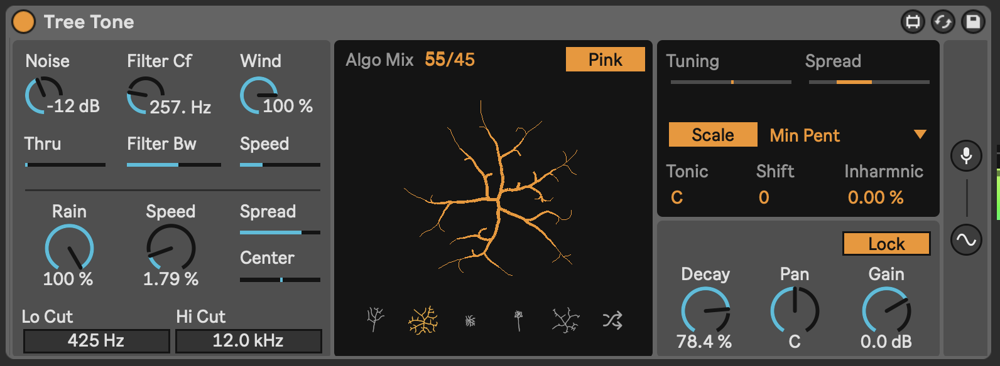 Tree Tone
Noise Filter Cf Wind
-12 dB 257. Hz 100 %
Thru Filter Bw Speed
Rain Speed Spread
100 % 1.79 % Center
Lo Cut Hi Cut
425 Hz 12.0 kHz
Algo Mix 55/45 Pink
Tuning Spread
Scale Min Pent
Tonic Shift Inharmnic
C 0 0.00 %
Lock
Decay Pan Gain
78.4 % C 0.0 dB